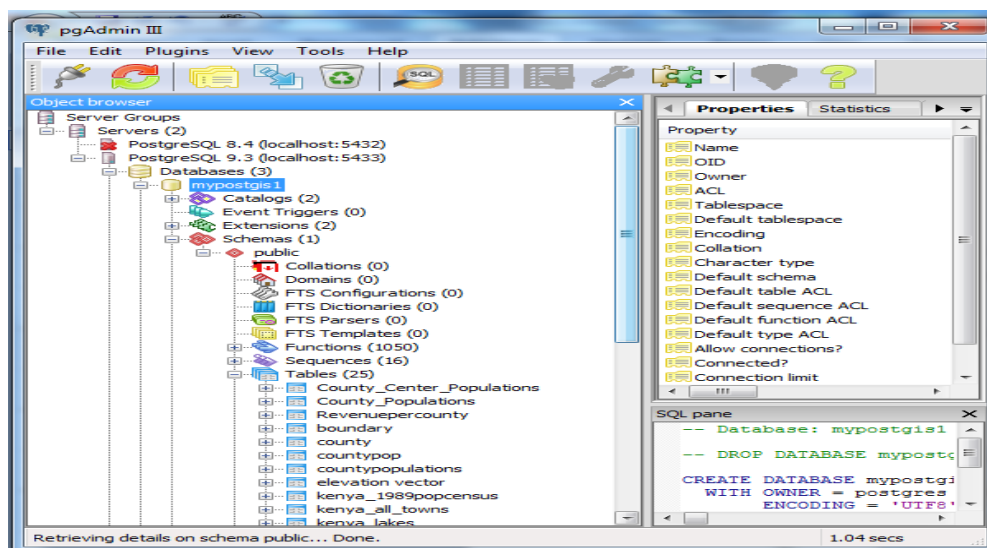 pgAdmin III
File Edit Plugins View Tools Help
SQL
Object browser
Server Groups
Servers (2)
PostgreSQL 8.4 (localhost:5432)
PostgreSQL 9.3 (localhost:5433)
Databases (3)
mypostgis1
Catalogs (2)
Event Triggers (0)
Extensions (2)
Schemas (1)
public
Collations (0)
Domains (0)
FTS Configurations (0)
FTS Dictionaries (0)
FTS Parsers (0)
FTS Templates (0)
Functions (1050)
Sequences (16)
Tables (25)
County_Center_Populations
County_Populations
Revenuepercounty
boundary
county
countypop
countypopulations
elevation vector
kenya_1989popcensus
kenya_all_towns
kenya_lakes
Properties Statistics
Property
Name
OID
Owner
ACL
Tablespace
Default tablespace
Encoding
Collation
Character type
Default schema
Default table ACL
Default sequence ACL
Default function ACL
Default type ACL
Allow connections?
Connected?
Connection limit
SQL pane
-- Database: mypostgis1
-- DROP DATABASE mypostg
CREATE DATABASE mypostgi
WITH OWNER = postgres
ENCODING = 'UTF8'
Retrieving details on schema public... Done.
1.04 secs